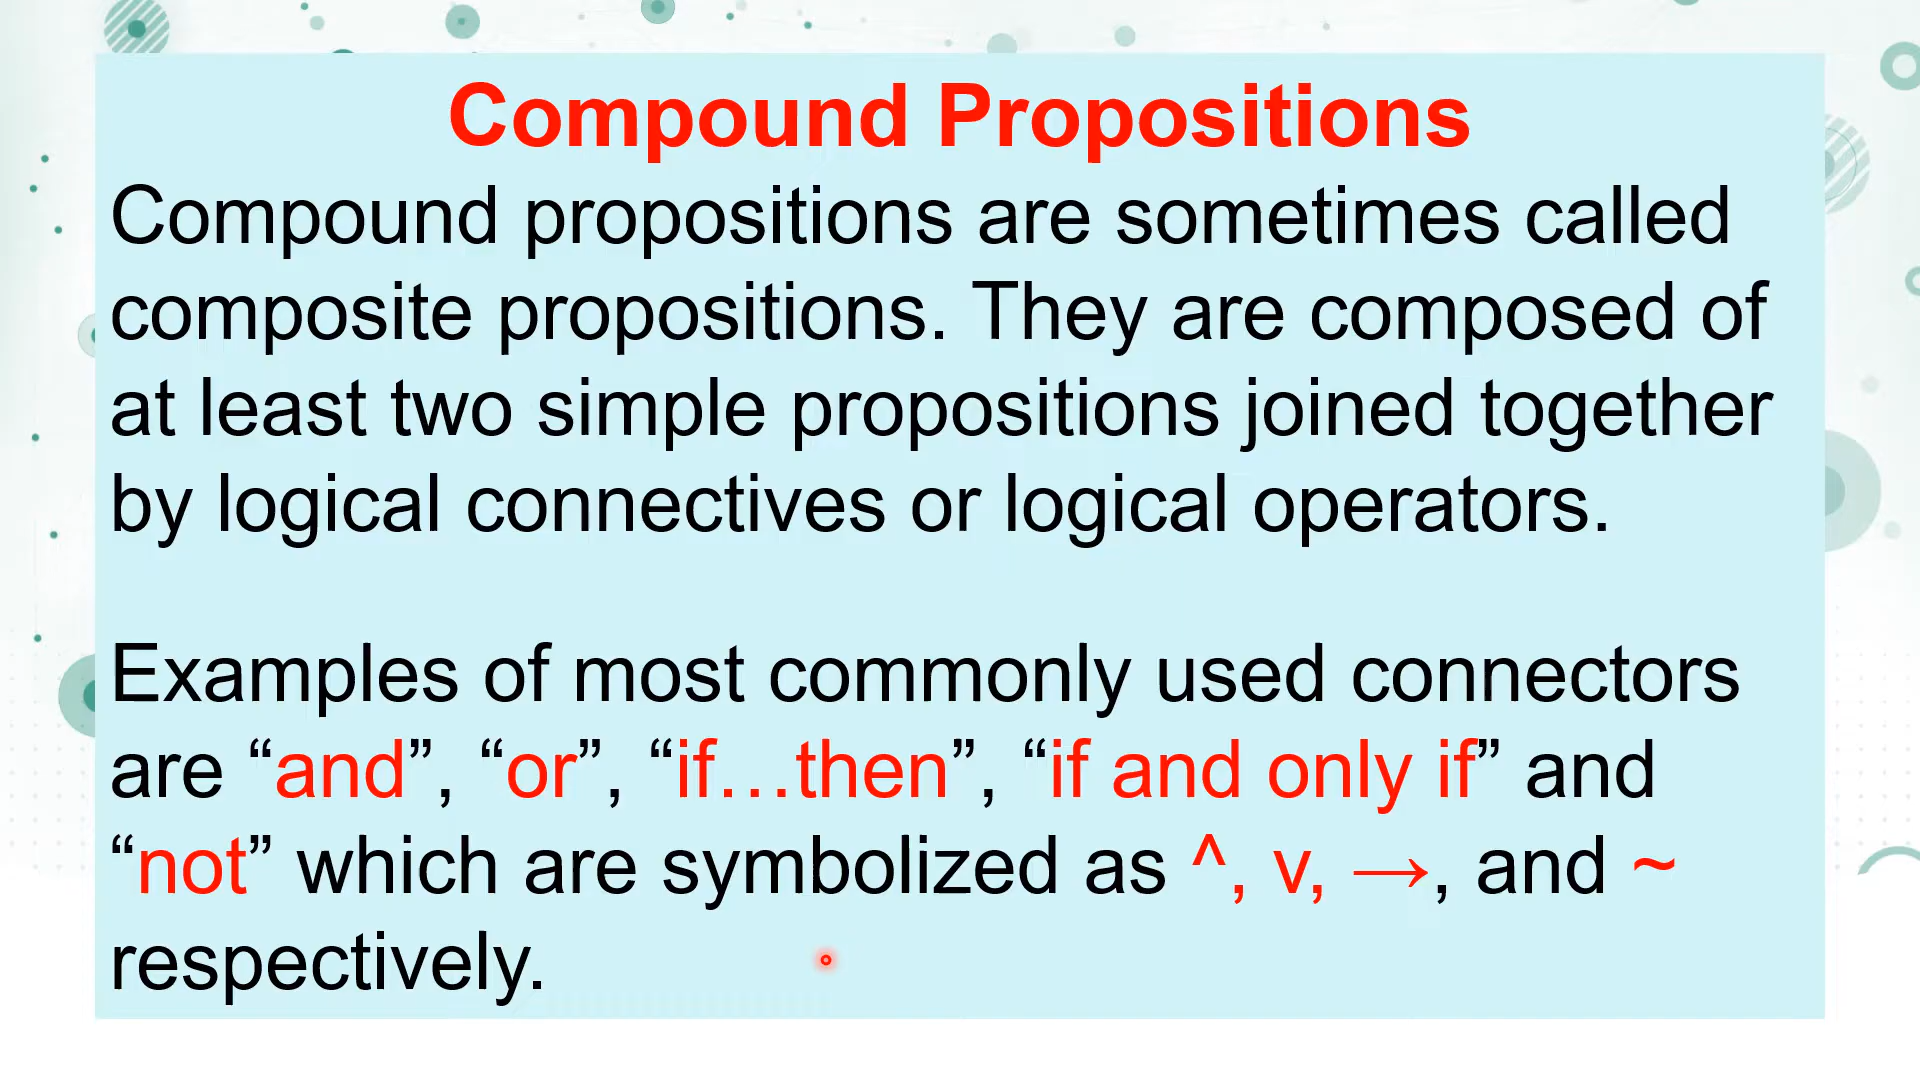 Compound Propositions
Compound propositions are sometimes called
composite propositions. They are composed of
at least two simple propositions joined together
by logical connectives or logical operators.
Examples of most commonly used connectors
are “and”, “or”, “if…then”, “if and only if” and
“not” which are symbolized as ^, v, →, and ~
respectively.